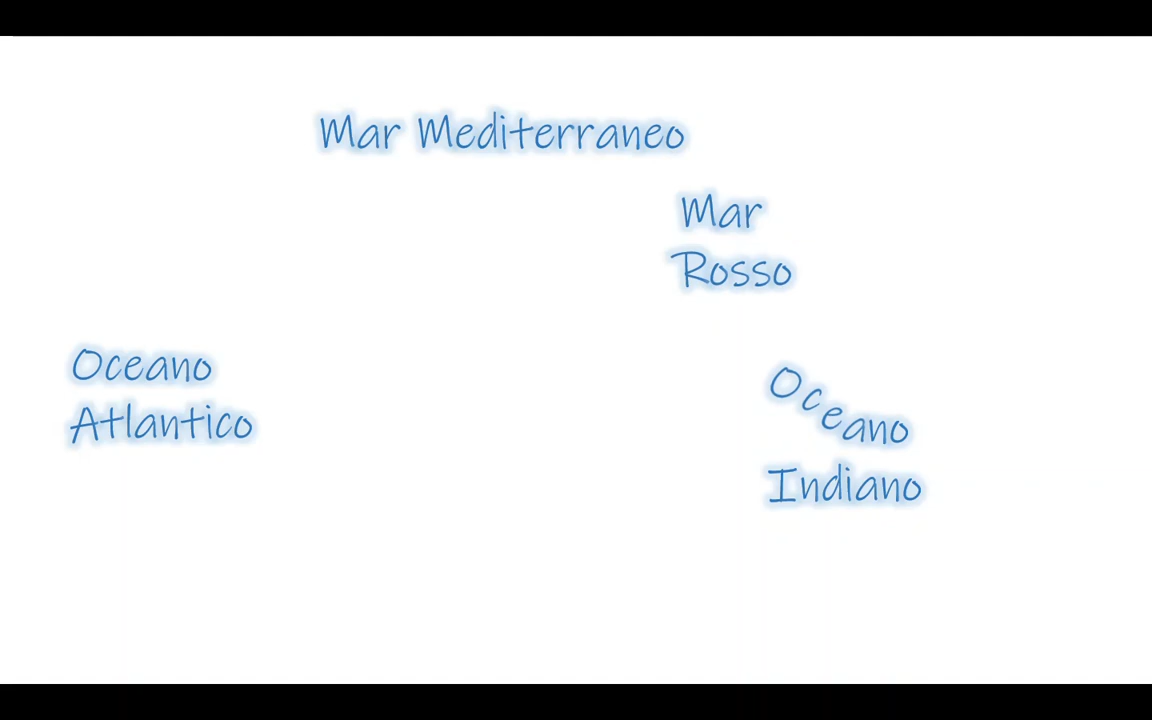 Mar Mediterraneo
Mar
Rosso
Oceano
Atlantico
Oceano
Indiano